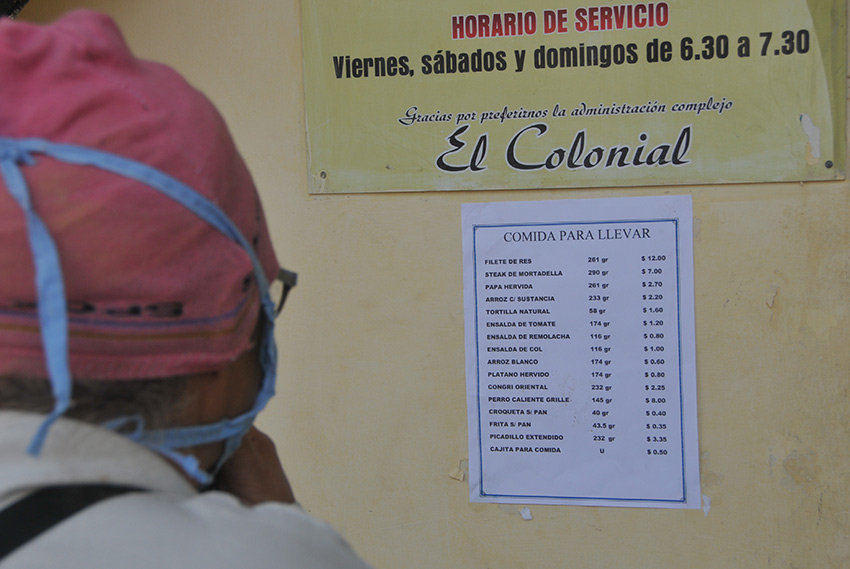 HORARIO DE SERVICIO
Viernes, sábados y domingos de 6.30 a 7.30
Gracias por preferirnos la administración complejo
El Colonial
COMIDA PARA LLEVAR
FILETE DE RES 261 gr $ 12.00
STEAK DE MORTADELLA 290 gr $ 7.00
PAPA HERVIDA 261 gr $ 2.70
ARROZ C/ SUSTANCIA 233 gr $ 2.20
TORTILLA NATURAL 58 gr $ 1.60
ENSALDA DE TOMATE 174 gr $ 1.20
ENSALDA DE REMOLACHA 116 gr $ 0.80
ENSALDA DE COL 116 gr $ 1.00
ARROZ BLANCO 174 gr $ 0.60
PLATANO HERVIDO 174 gr $ 0.80
CONGRI ORIENTAL 232 gr $ 2.25
PERRO CALIENTE GRILLE 145 gr $ 8.00
CROQUETA S/ PAN 40 gr $ 0.40
FRITA S/ PAN 43.5 gr $ 0.35
PICADILLO EXTENDIDO 232 gr $ 3.35
CAJITA PARA COMIDA U $ 0.50